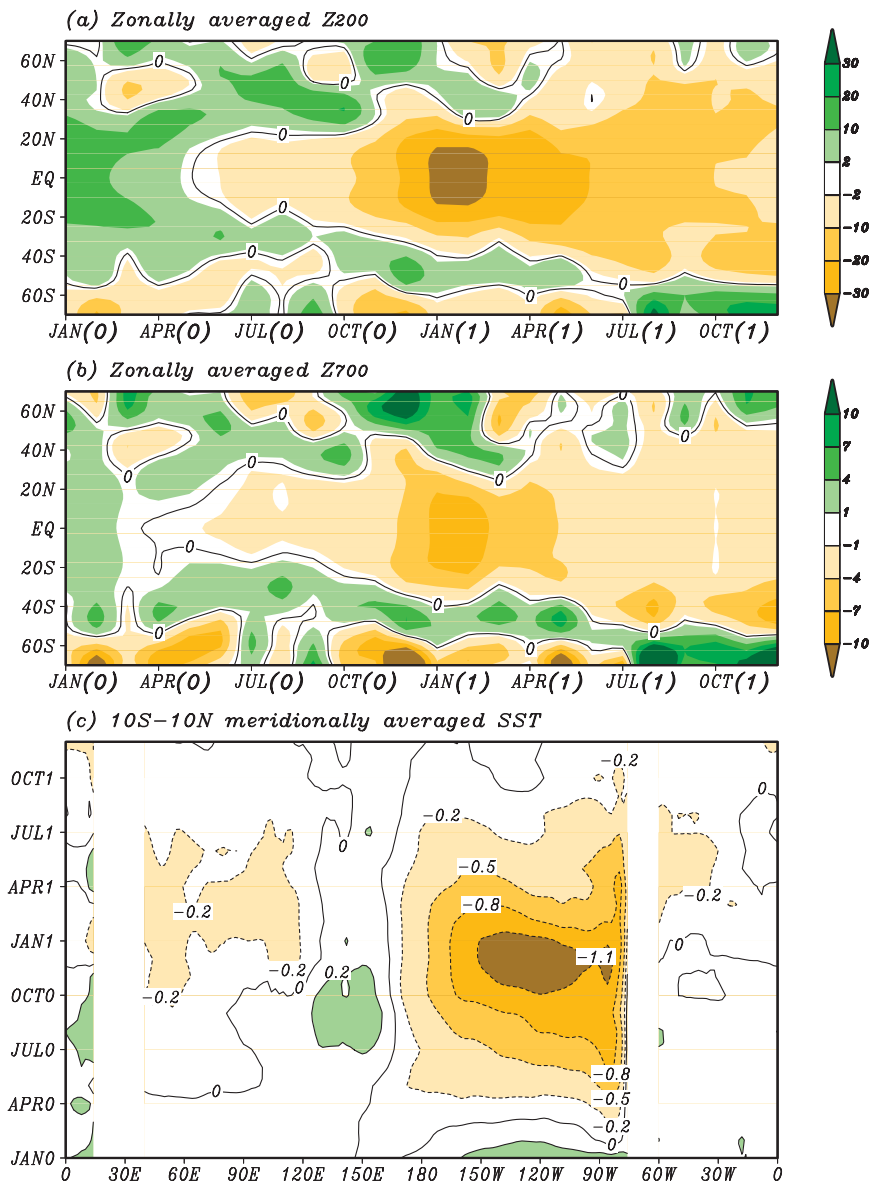 (a) Zonally averaged Z200
60N
40N
20N
EQ
20S
40S
60S
0
0
0
0
0
0
0
0
JAN(0) APR(0) JUL(0) OCT(0) JAN(1) APR(1) JUL(1) OCT(1)
30
20
10
2
-2
-10
-20
-30
(b) Zonally averaged Z700
60N
40N
20N
EQ
20S
40S
60S
0
0
0
0
0
0
0
0
0
0
0
JAN(0) APR(0) JUL(0) OCT(0) JAN(1) APR(1) JUL(1) OCT(1)
10
7
4
1
-1
-4
-7
-10
(c) 10S-10N meridionally averaged SST
OCT1
JUL1
APR1
JAN1
OCT0
JUL0
APR0
JAN0
-0.2
0
-0.2
0
-0.5
-0.2
-0.8
-0.2
0
-1.1
-0.2
0.2
0
-0.2
-0.8
0
-0.5
-0.2
0
0 30E 60E 90E 120E 150E 180 150W 120W 90W 60W 30W 0